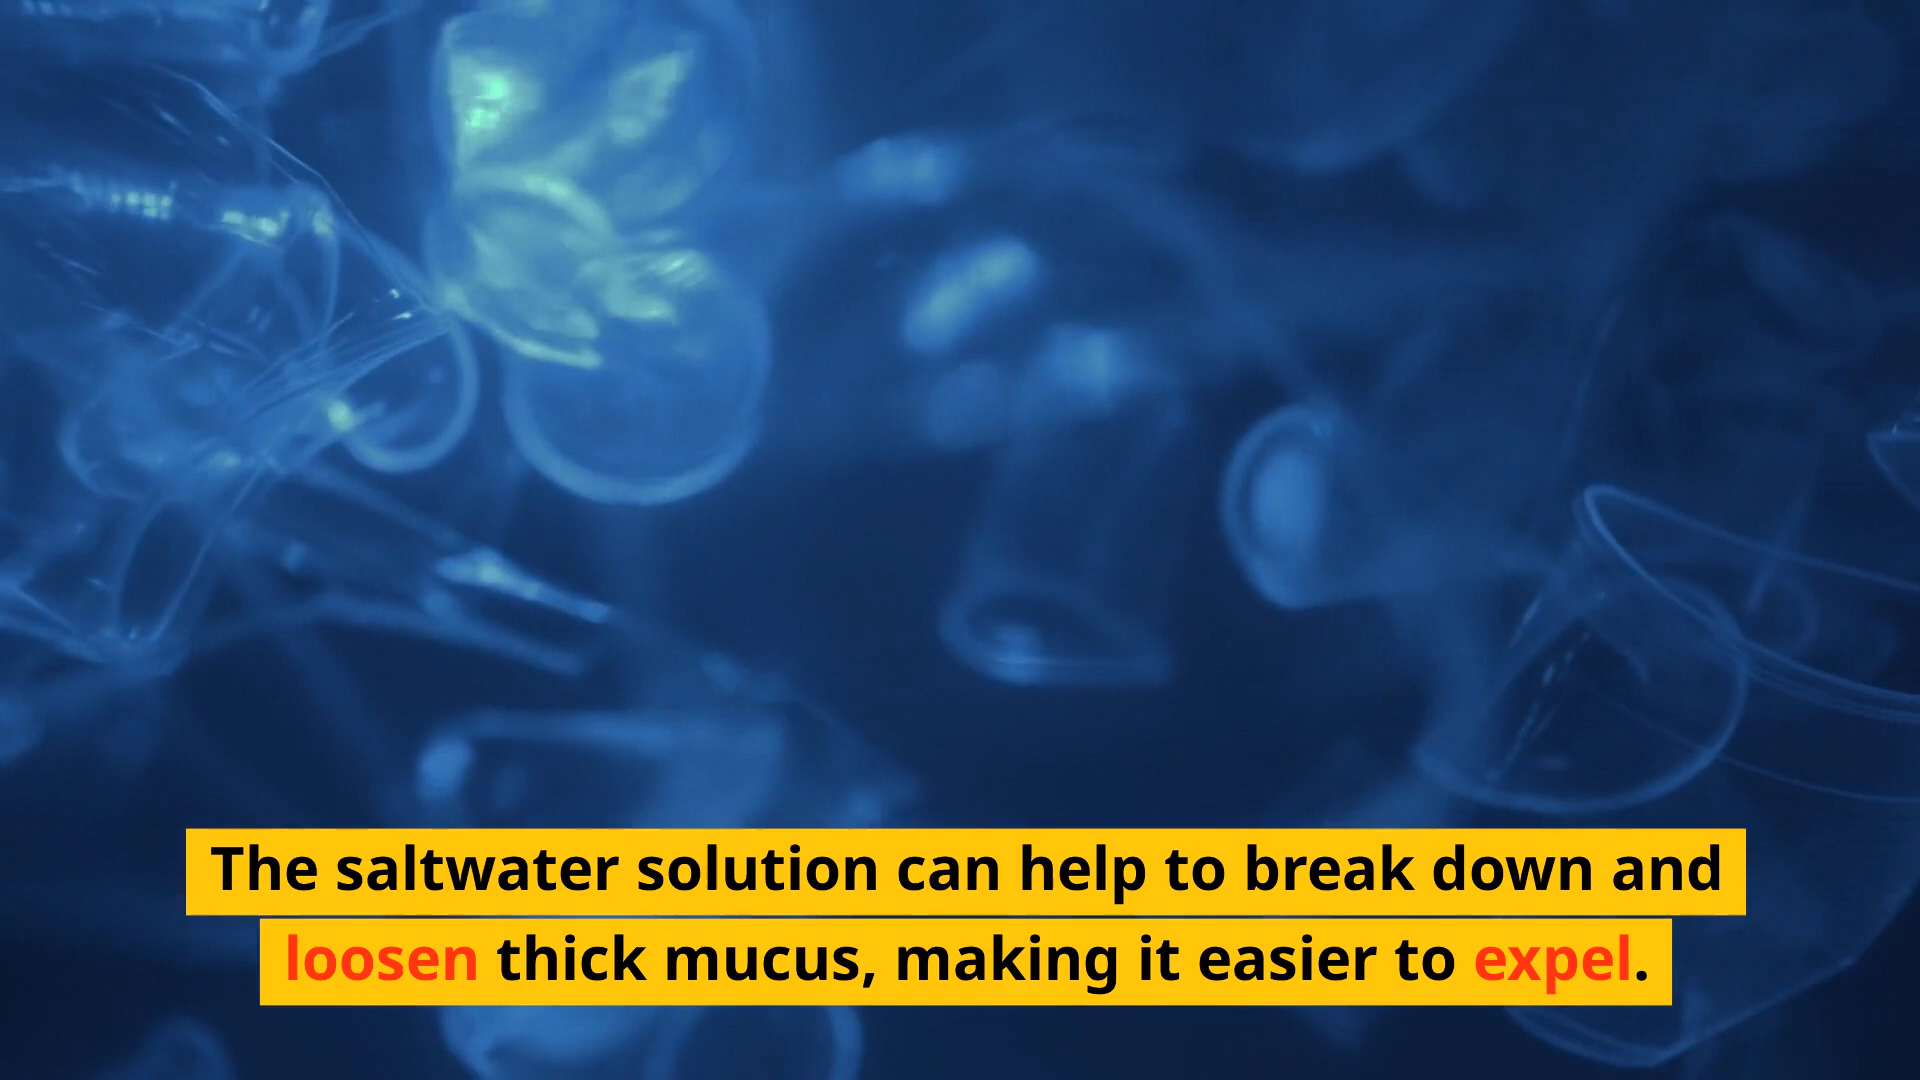 The saltwater solution can help to break down and
loosen thick mucus, making it easier to expel.